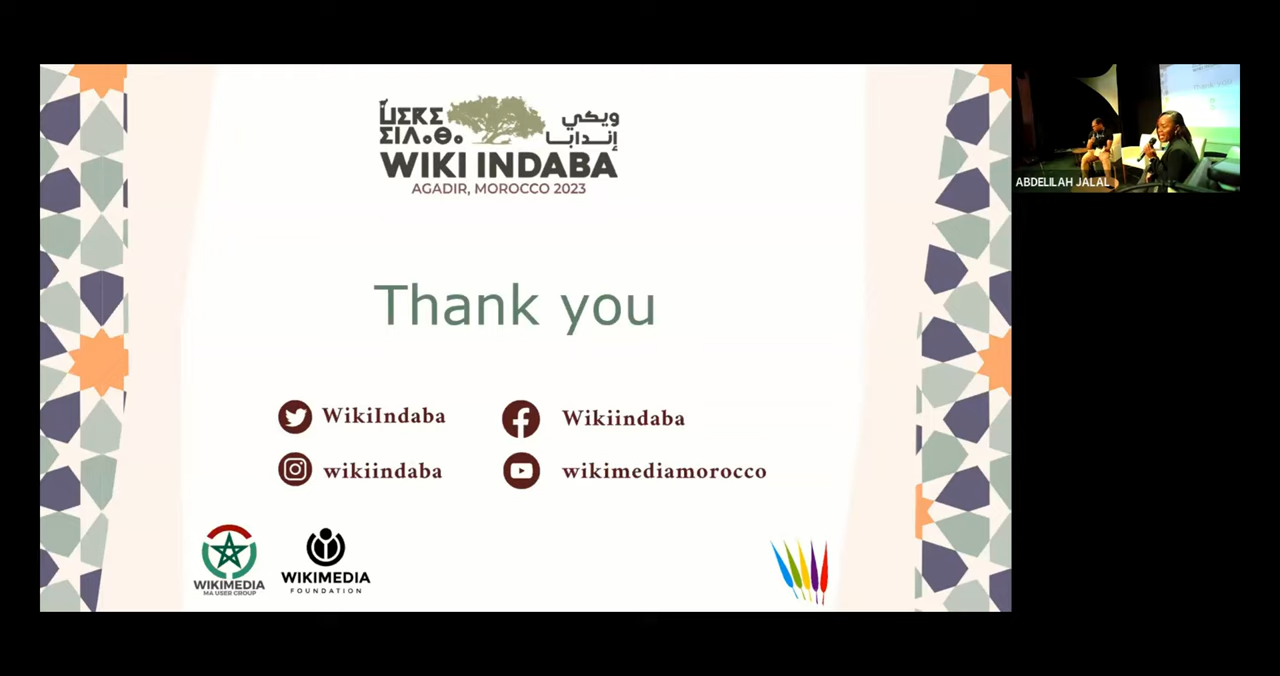 ⵡⵉⴽⵉ
ⵉⵏⴷⴰⴱⴰ
ويكي
إندابا
WIKI INDABA
AGADIR, MOROCCO 2023
Thank you
WikiIndaba
Wikiindaba
wikiindaba
wikimediamorocco
WIKIMEDIA
MA USER GROUP
WIKIMEDIA
FOUNDATION
ABDELILAH JALAL